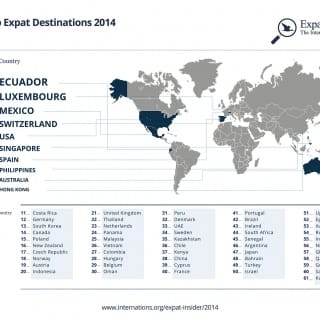 Expat Destinations 2014
Country
ECUADOR
LUXEMBOURG
MEXICO
SWITZERLAND
USA
SINGAPORE
SPAIN
PHILIPPINES
AUSTRALIA
HONG KONG
11 Costa Rica
12 Germany
13 South Korea
14 Canada
15 Poland
16 New Zealand
17 Czech Republic
18 Norway
19 Austria
20 Indonesia
21 United Kingdom
22 Thailand
23 Netherlands
24 Panama
25 Malaysia
26 Vietnam
27 Colombia
28 Hungary
29 Belgium
30 Oman
31 Peru
32 Denmark
33 UAE
34 Sweden
35 Kazakhstan
36 Chile
37 Kenya
38 China
39 Cyprus
40 France
41 Portugal
42 Brazil
43 Ireland
44 South Africa
45 Senegal
46 Argentina
47 Japan
48 Bahrain
49 Turkey
50 Israel
51
52
53
54
55
56
57
58
59
60
61
www.internations.org/expat-insider/2014